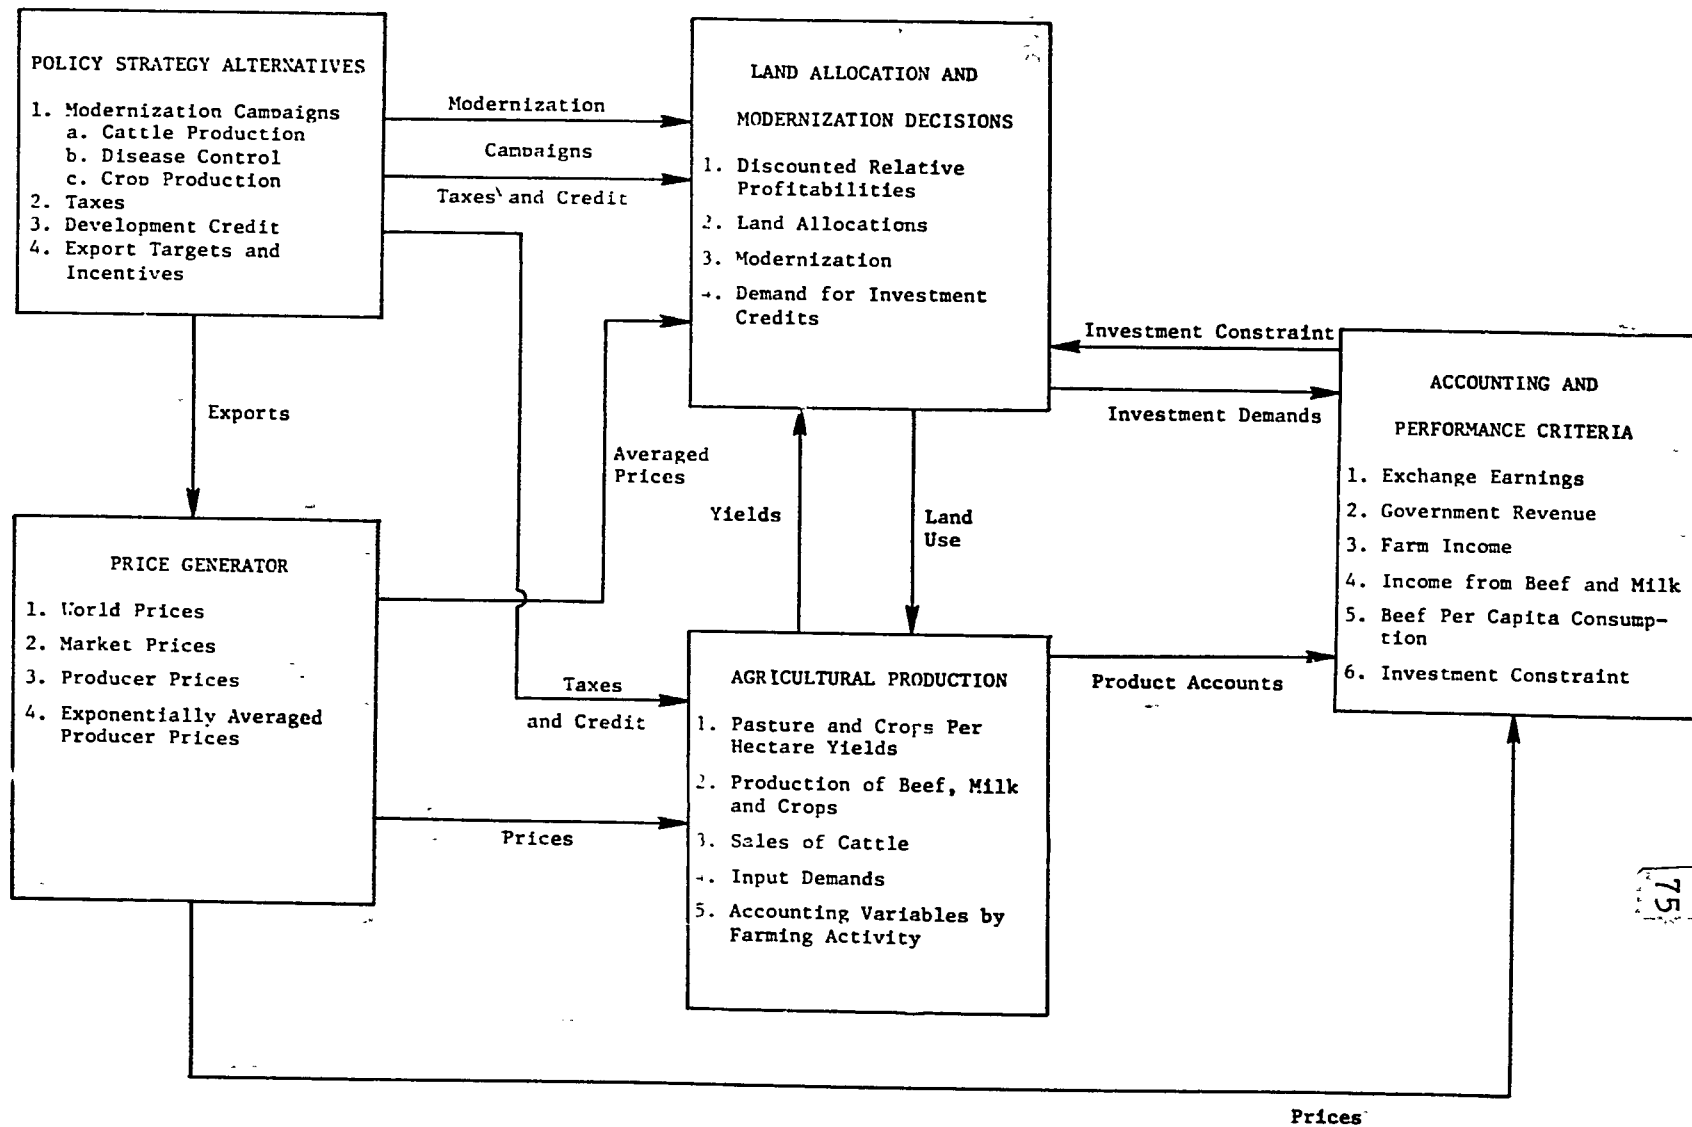 POLICY STRATEGY ALTERNATIVES
1. Modernization Campaigns
a. Cattle Production
b. Disease Control
c. Crop Production
2. Taxes
3. Development Credit
4. Export Targets and
Incentives
Modernization
Campaigns
Taxes and Credit
LAND ALLOCATION AND
MODERNIZATION DECISIONS
1. Discounted Relative
Profitabilities
2. Land Allocations
3. Modernization
4. Demand for Investment
Credits
Investment Constraint
Investment Demands
ACCOUNTING AND
PERFORMANCE CRITERIA
1. Exchange Earnings
2. Government Revenue
3. Farm Income
4. Income from Beef and Milk
5. Beef Per Capita Consump-
tion
6. Investment Constraint
Exports
Averaged
Prices
Yields
Land
Use
PRICE GENERATOR
1. World Prices
2. Market Prices
3. Producer Prices
4. Exponentially Averaged
Producer Prices
Taxes
and Credit
Prices
AGRICULTURAL PRODUCTION
1. Pasture and Crops Per
Hectare Yields
2. Production of Beef, Milk
and Crops
3. Sales of Cattle
4. Input Demands
5. Accounting Variables by
Farming Activity
Product Accounts
75
Prices